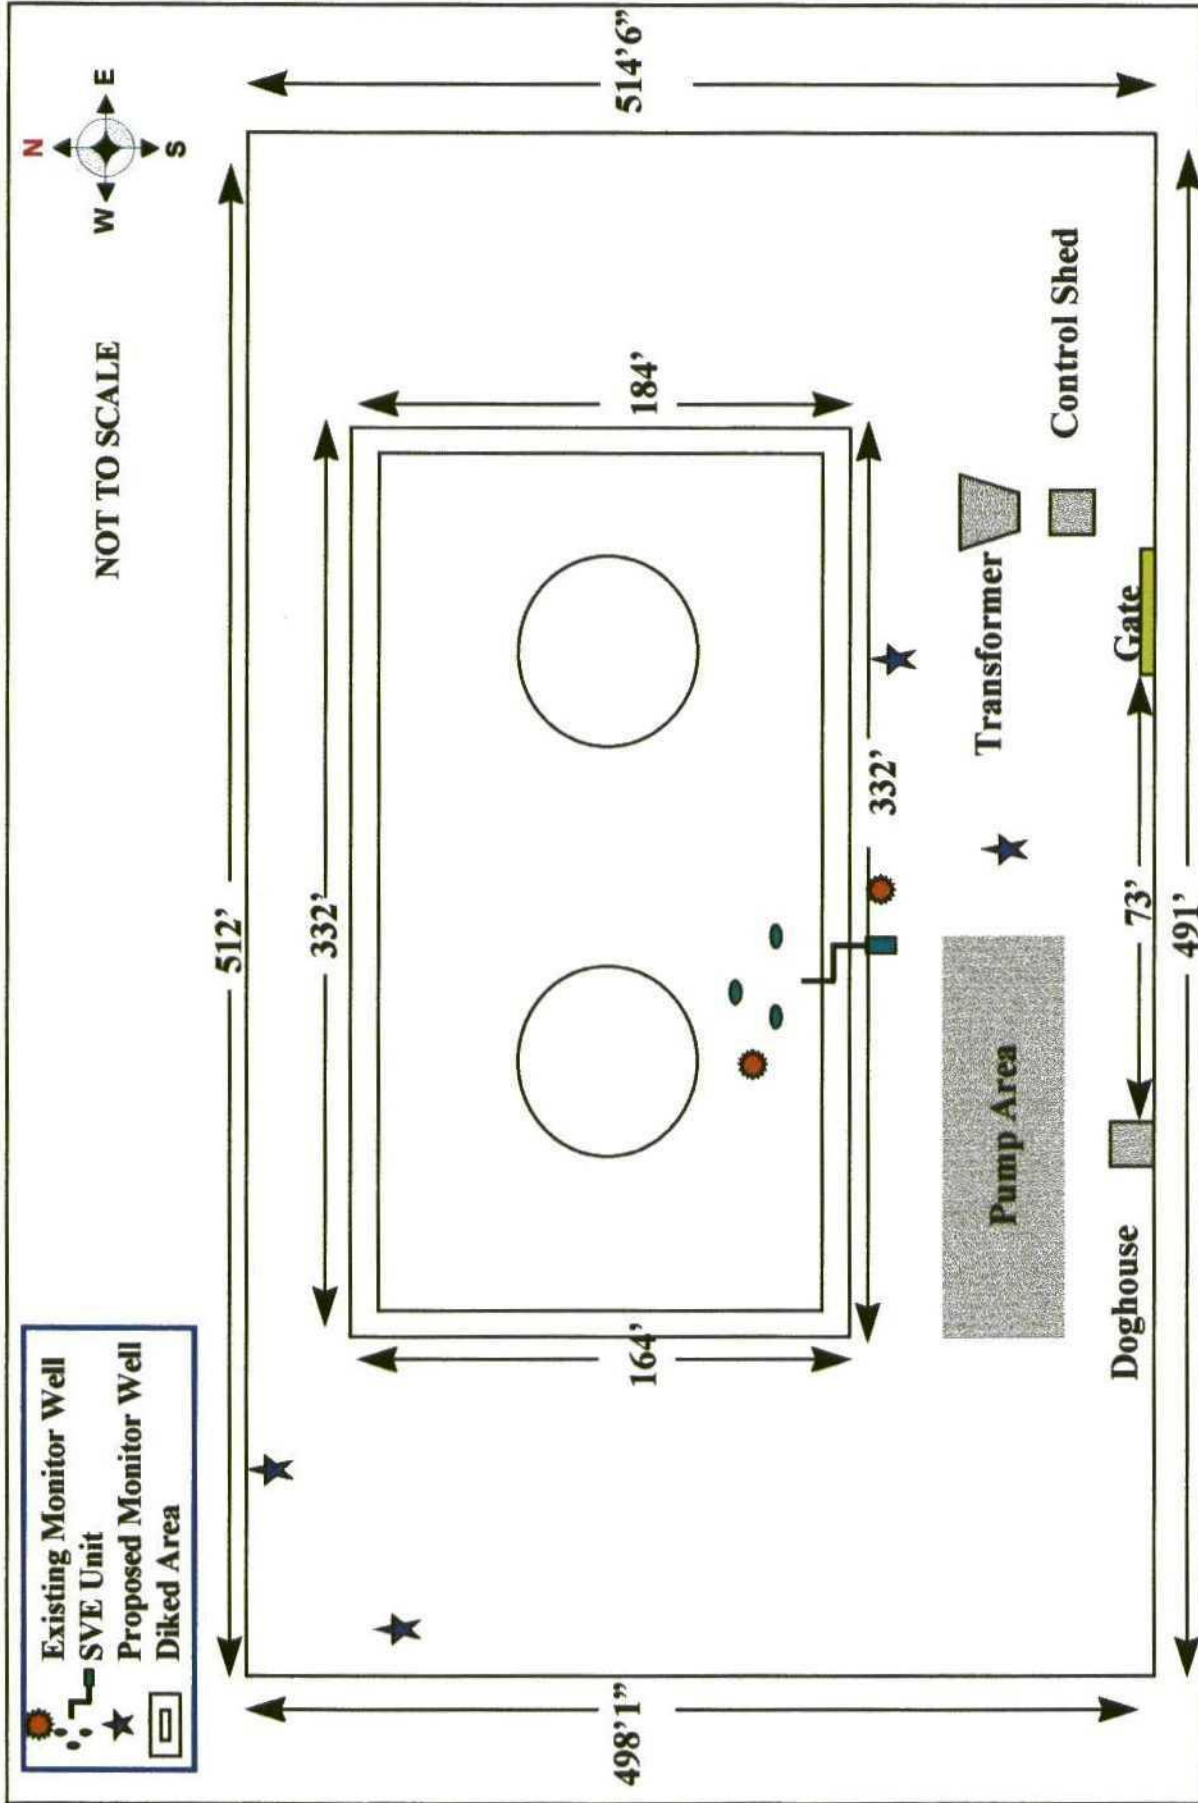 Existing Monitor Well
SVE Unit
Proposed Monitor Well
Diked Area
NOT TO SCALE
N
W
E
S
512’
332’
498’1”
164’
184’
514’6”
332’
Transformer
Pump Area
Control Shed
Doghouse
73’
Gate
491’